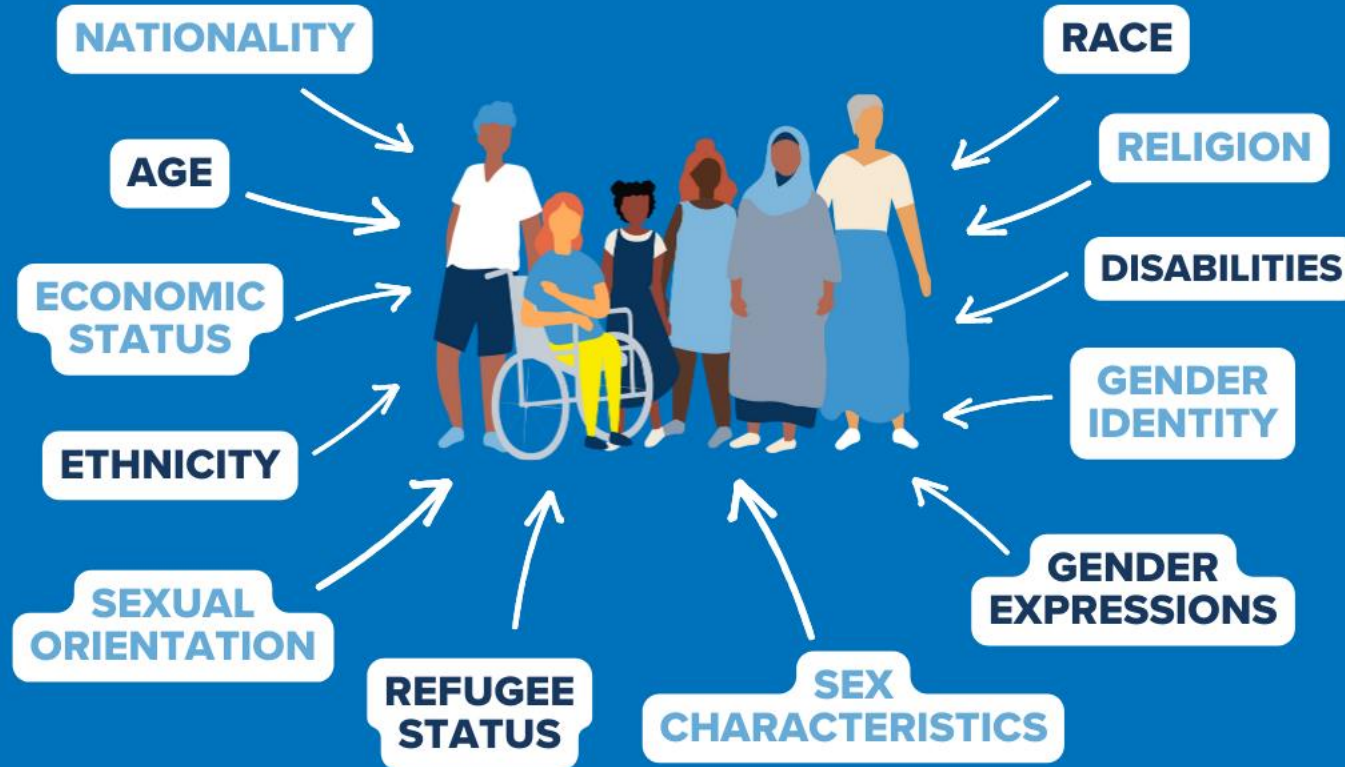 NATIONALITY
RACE
AGE
RELIGION
ECONOMIC
STATUS
DISABILITIES
ETHNICITY
GENDER
IDENTITY
SEXUAL
ORIENTATION
REFUGEE
STATUS
SEX
CHARACTERISTICS
GENDER
EXPRESSIONS